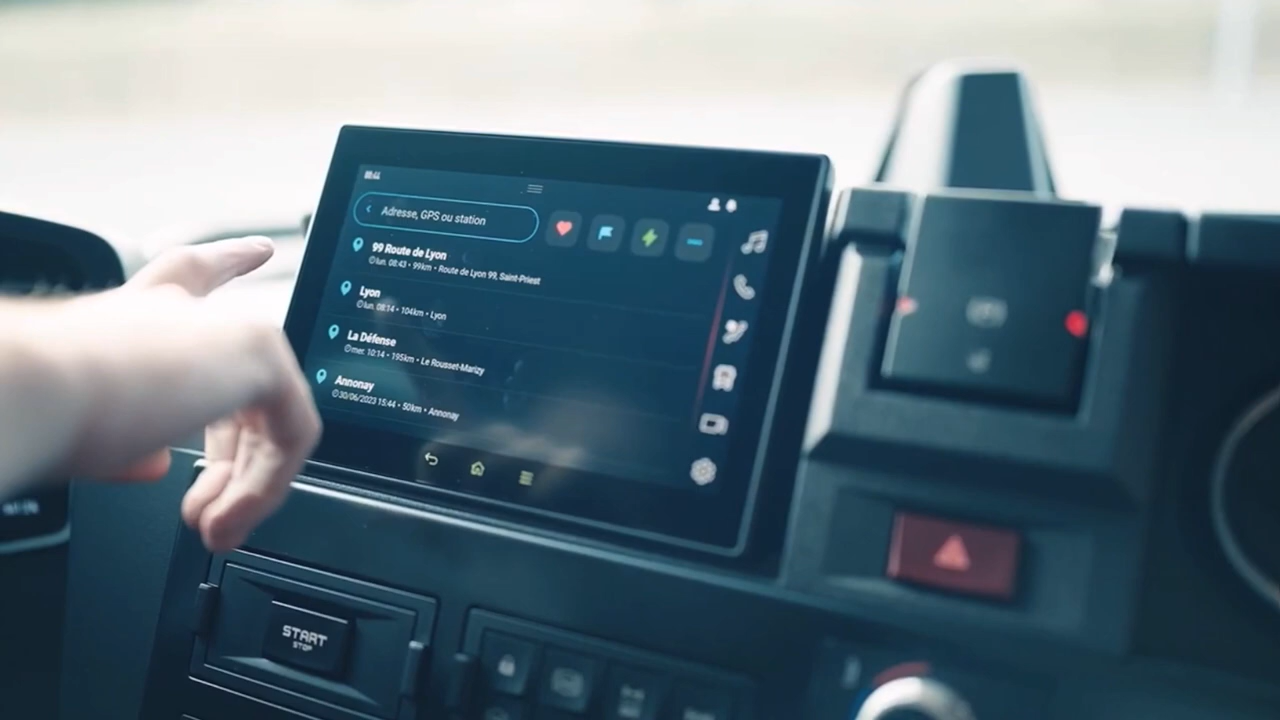 Adresse, GPS ou station
99 Route de Lyon
lun. 08:43 • 99km • Route de Lyon 99, Saint-Priest
Lyon
lun. 08:14 • 104km • Lyon
La Défense
mer. 10:14 • 195km • Le Rousset-Marizy
Annonay
30/06/2023 15:44 • 50km • Annonay
START
STOP